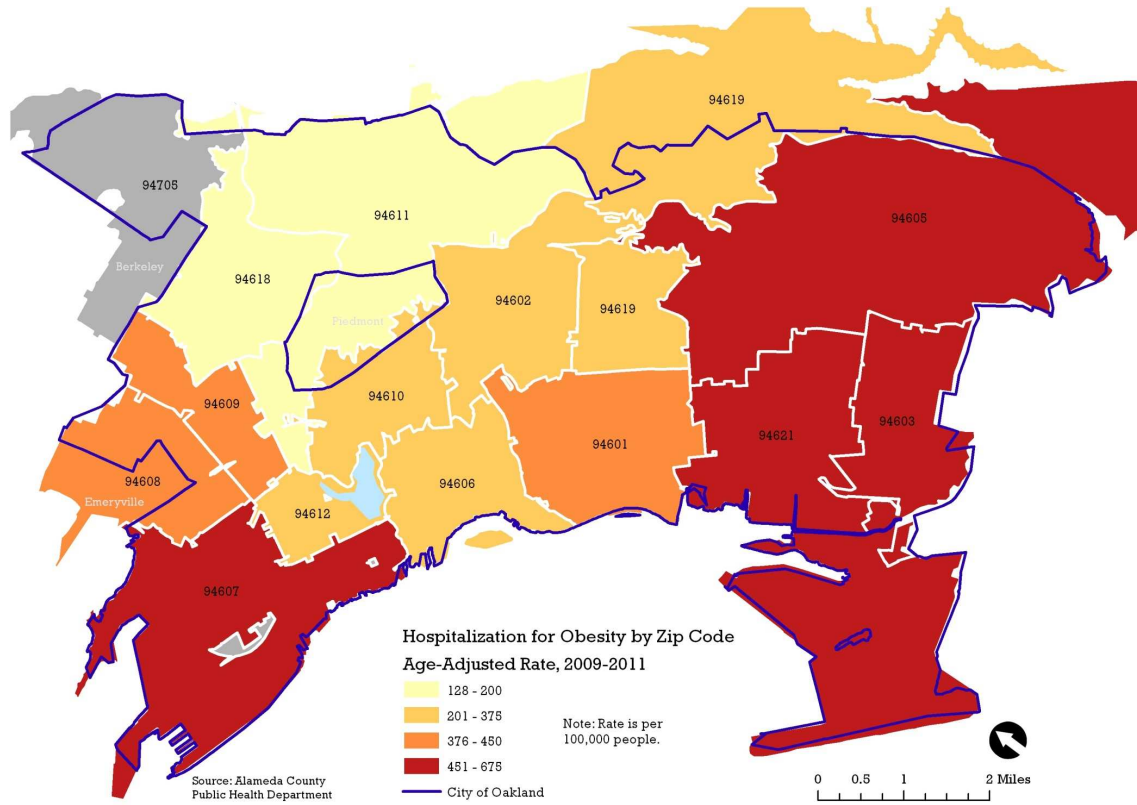 94619
94705
94611
94605
Berkeley
94618
94602
94619
Piedmont
94610
94609
94601
94621
94603
94608
94606
Emeryville
94612
94607
Hospitalization for Obesity by Zip Code
Age-Adjusted Rate, 2009-2011
128 - 200
201 - 375
376 - 450
451 - 675
City of Oakland
Note: Rate is per
100,000 people.
Source: Alameda County
Public Health Department
0 0.5 1 2 Miles